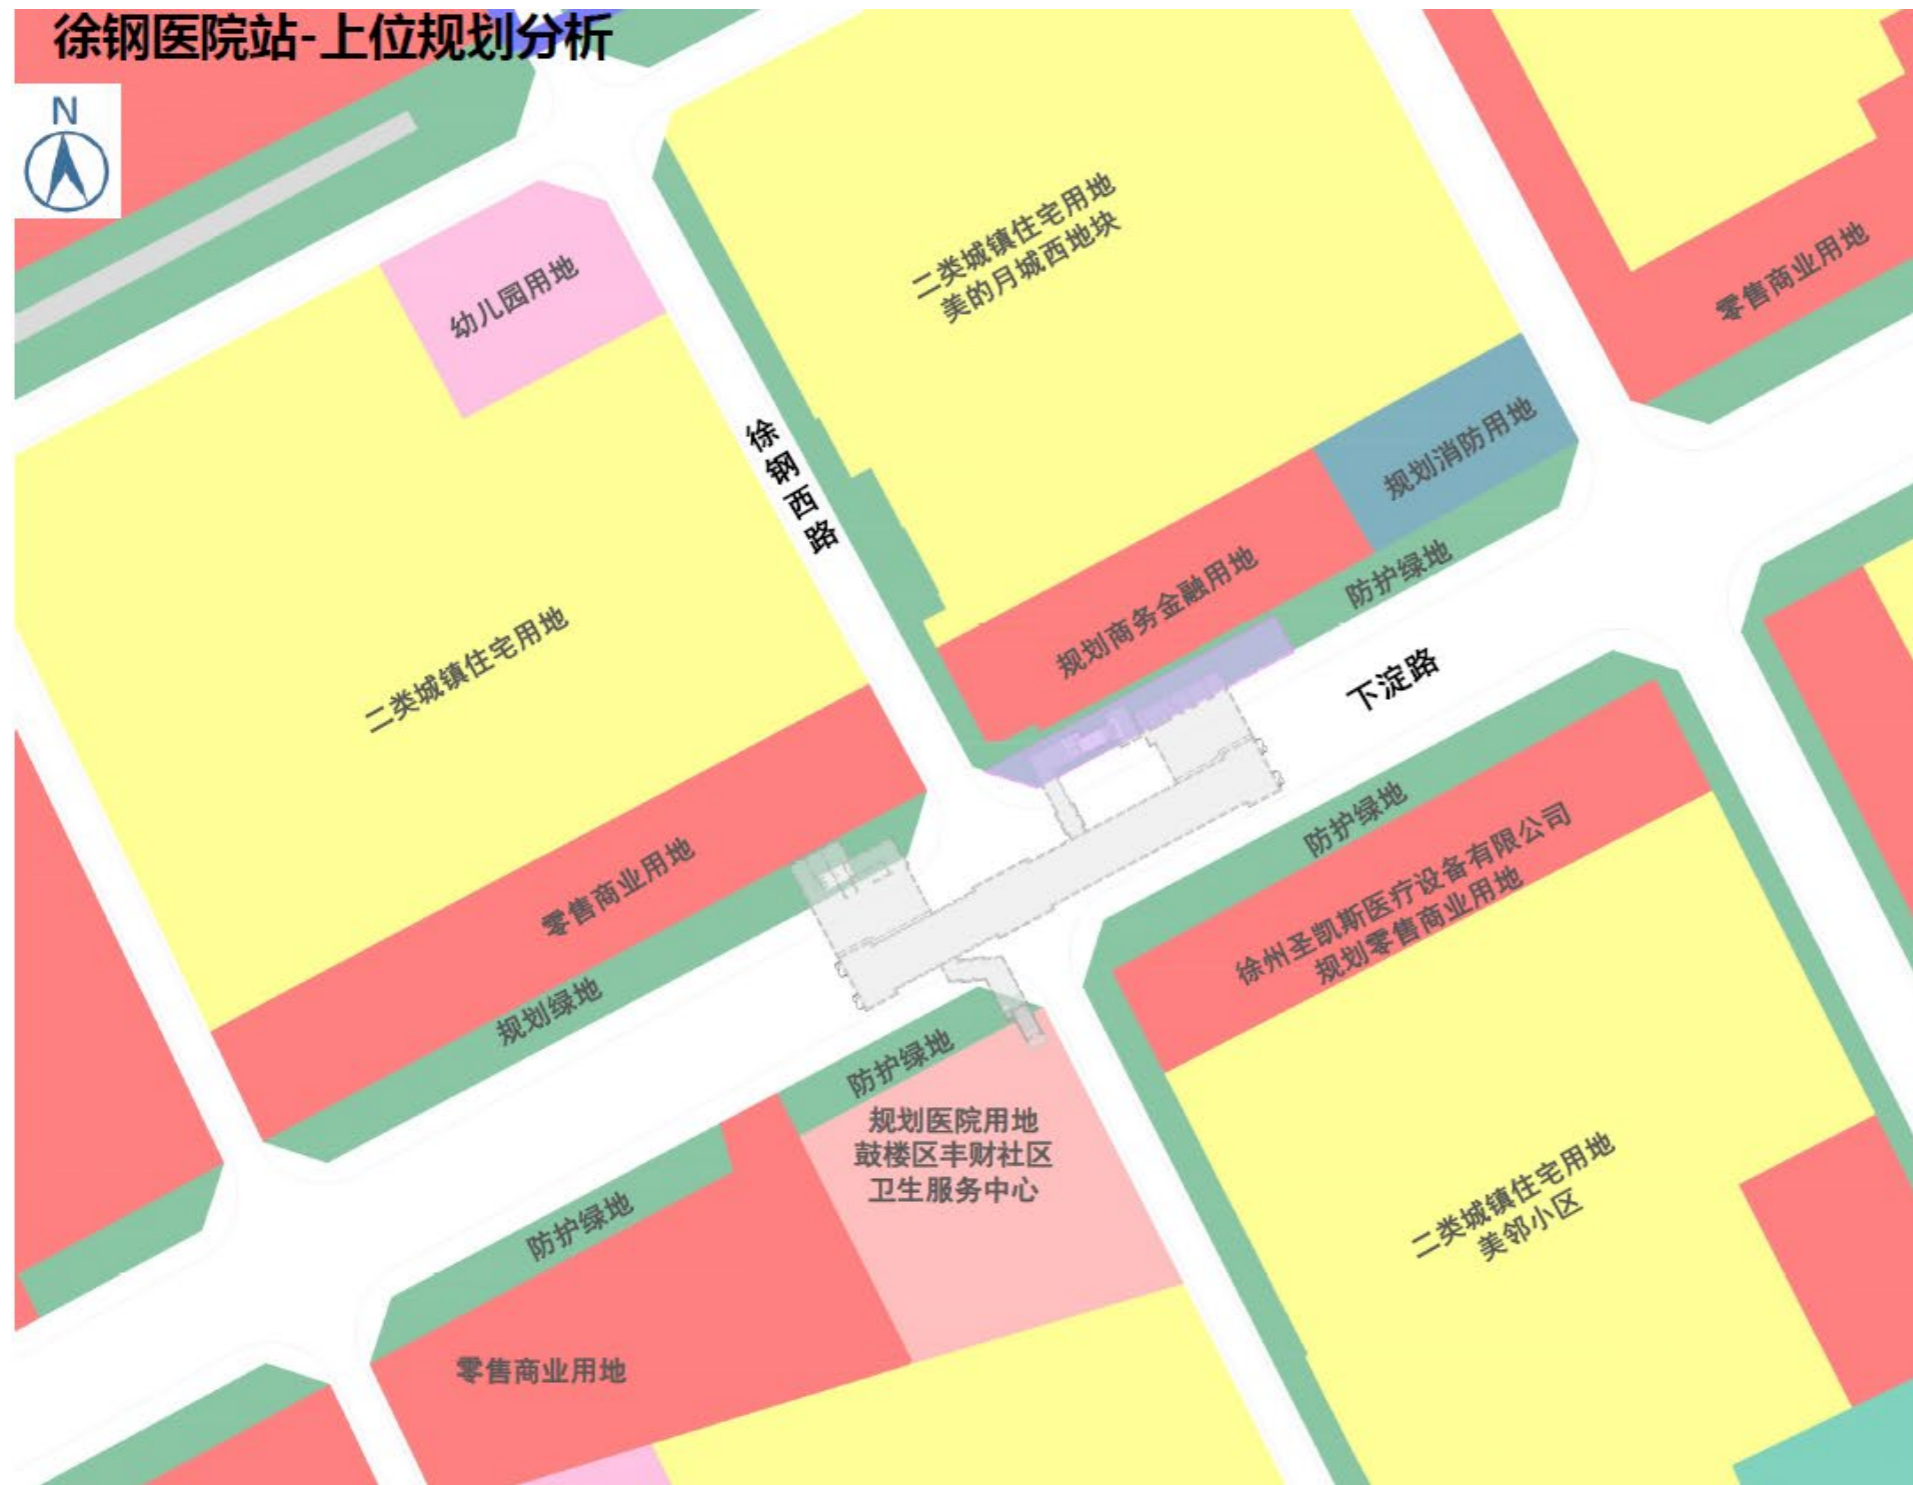 徐钢医院站-上位规划分析
N
幼儿园用地
二类城镇住宅用地
美的月城西地块
零售商业用地
徐钢西路
规划消防用地
规划商务金融用地
防护绿地
二类城镇住宅用地
下淀路
零售商业用地
规划绿地
防护绿地
徐州圣凯斯医疗设备有限公司
规划零售商业用地
防护绿地
规划医院用地
鼓楼区丰财社区
卫生服务中心
防护绿地
二类城镇住宅用地
美邻小区
零售商业用地